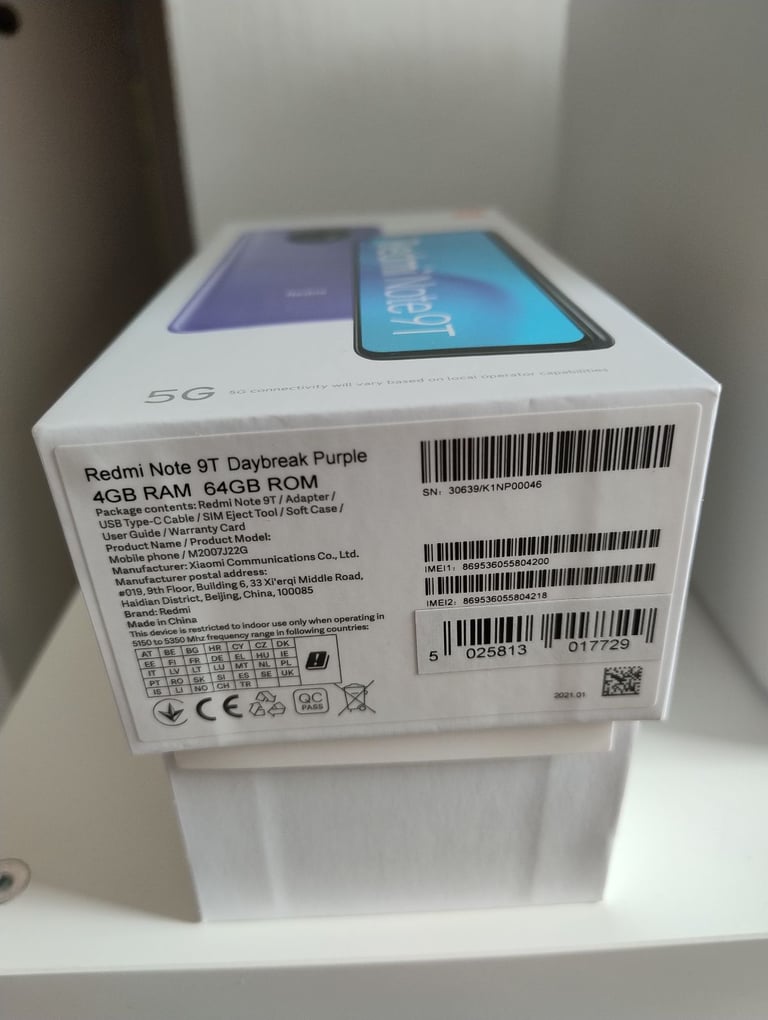 Redmi Note 9T
5G 5G connectivity will vary based on local operator capabilities
Redmi Note 9T Daybreak Purple
4GB RAM 64GB ROM
Package contents: Redmi Note 9T / Adapter /
USB Type-C Cable / SIM Eject Tool / Soft Case /
User Guide / Warranty Card
Product Name / Product Model:
Mobile phone / M2007J22G
Manufacturer: Xiaomi Communications Co., Ltd.
Manufacturer postal address:
#019, 9th Floor, Building 6, 33 Xi'erqi Middle Road,
Haidian District, Beijing, China, 100085
Brand: Redmi
Made in China
This device is restricted to indoor use only when operating in
5150 to 5350 Mhz frequency range in following countries:
AT BE BG HR CY CZ DK
EE FI FR DE EL HU IE
IT LV LT LU MT NL PL
PT RO SK SI ES SE UK
IS LI NO CH TR
CE
QC
PASS
SN: 30639/K1NP00046
IMEI1: 869536055804200
IMEI2: 869536055804218
5 025813 017729
2021.01